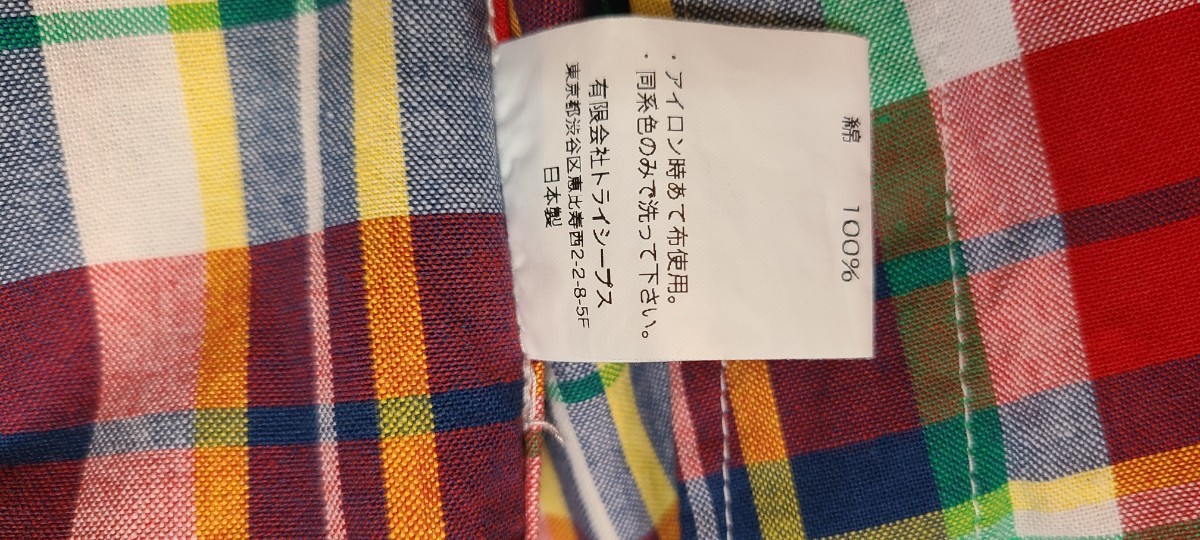 綿 100%
・アイロン時あて布使用。
・同系色のみで洗って下さい。
有限会社トライシープス
東京都渋谷区恵比寿西2-2-8-5F
日本製